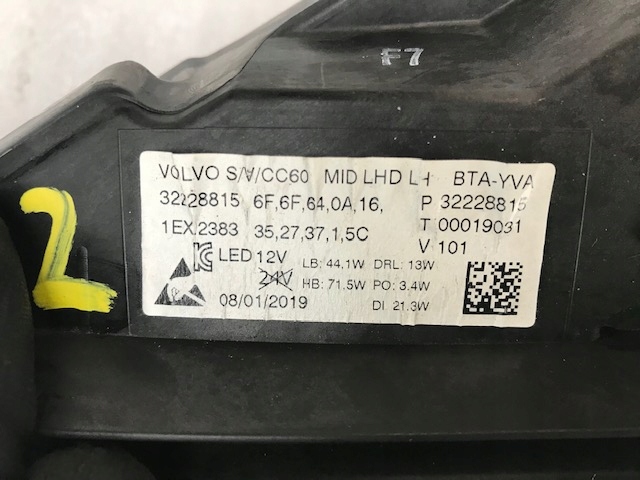 F7
2
VOLVO S/V/CC60 MID LHD LH BTA-YVA
32228815 6F,6F,64,0A,16, P 32228815
1EX.2383 35,27,37,1,5C T 00019031
V 101
KC LED 12V LB: 44.1W DRL: 13W
24V HB: 71.5W PO: 3.4W
08/01/2019 DI 21.3W